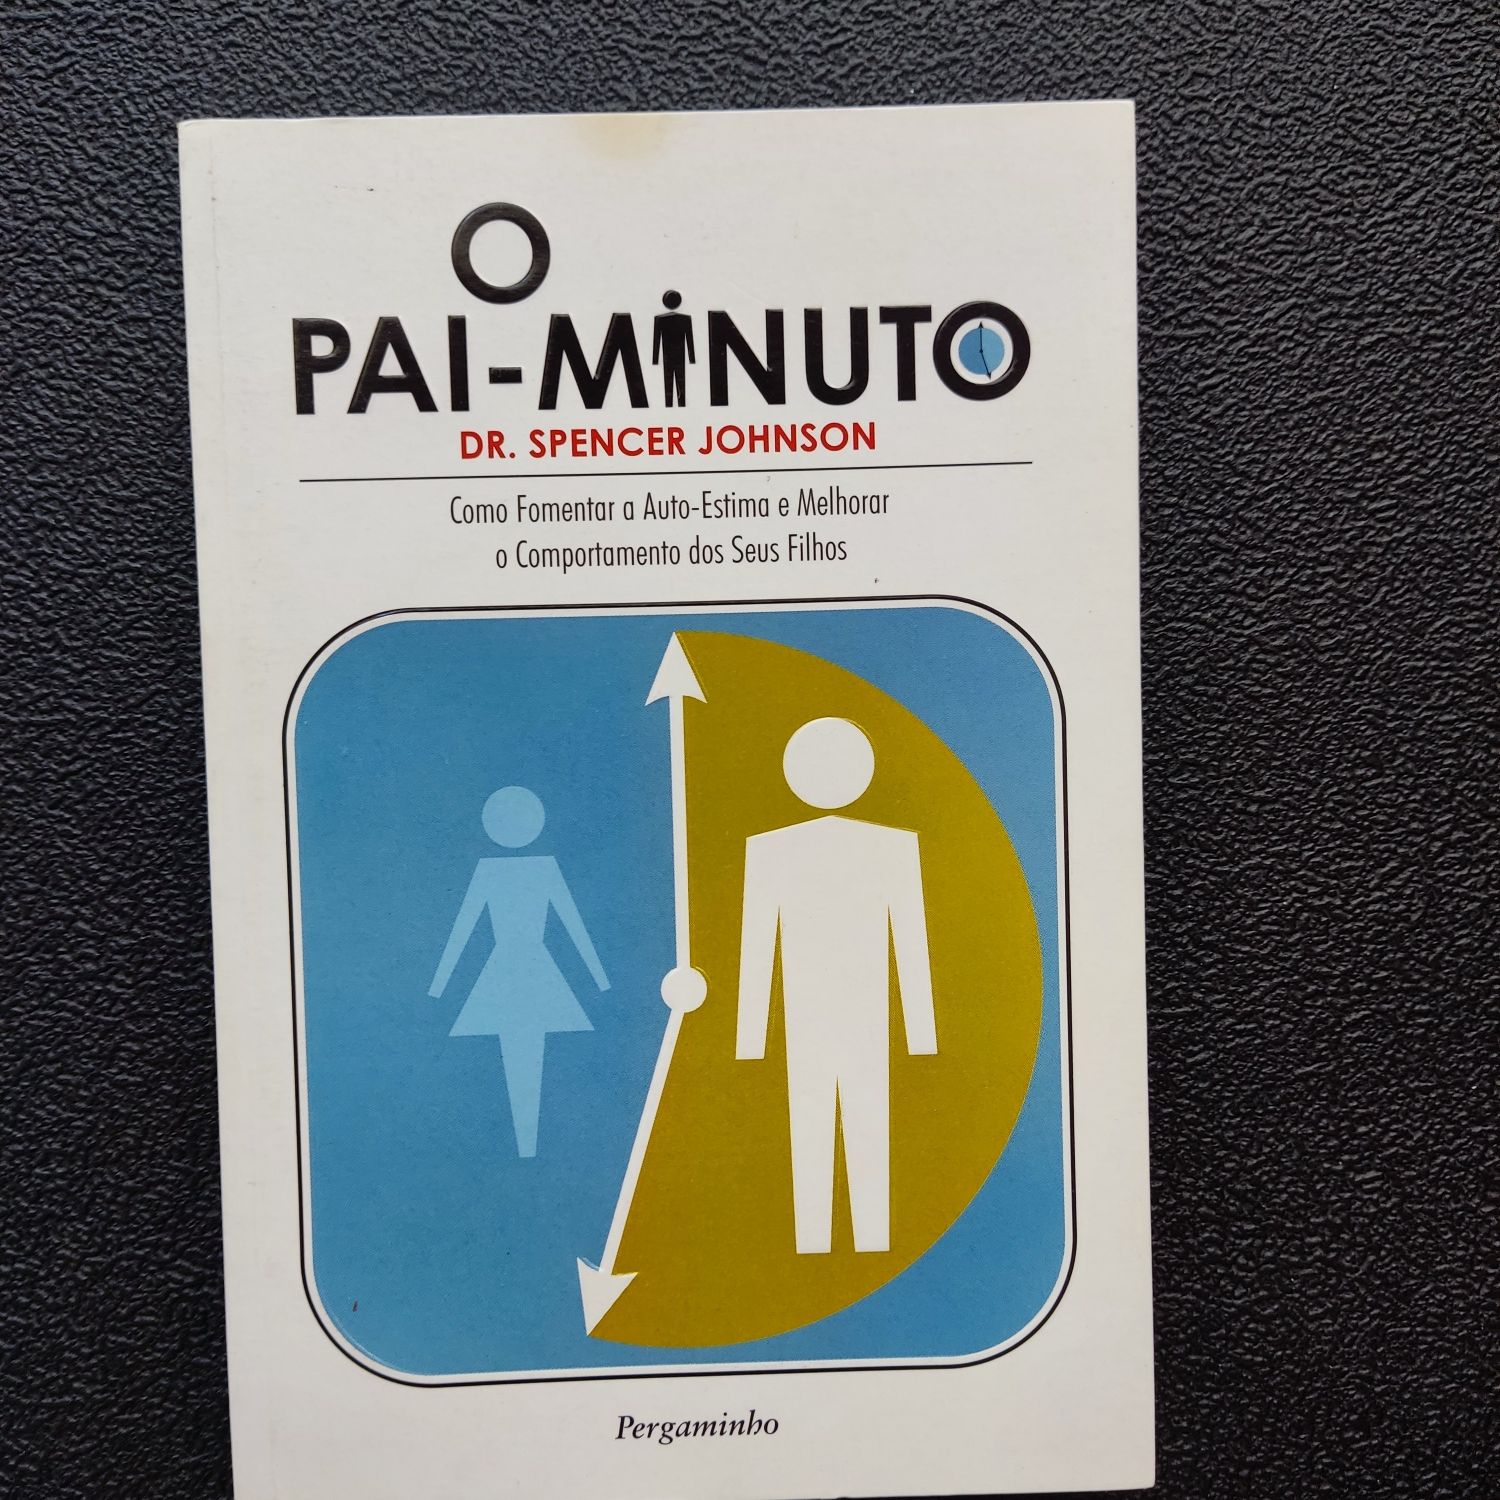 O
PAI-MINUTO
DR. SPENCER JOHNSON
Como Fomentar a Auto-Estima e Melhorar
o Comportamento dos Seus Filhos
Pergaminho